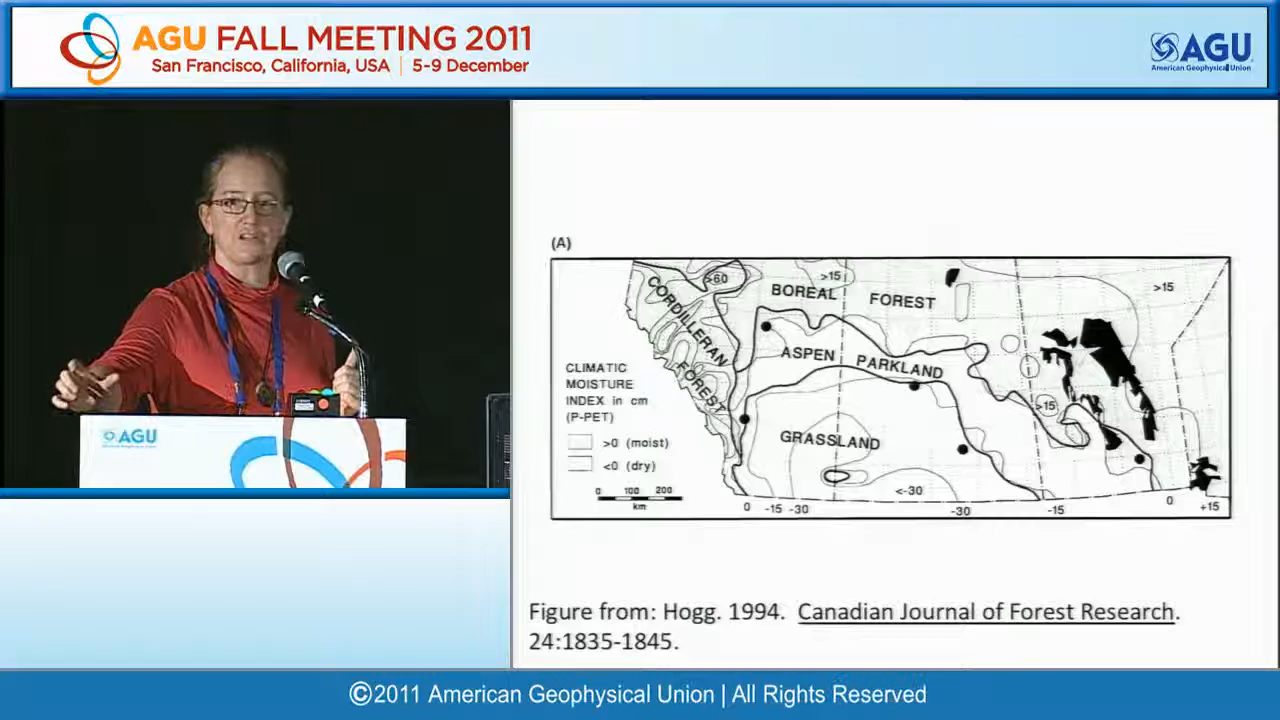 AGU FALL MEETING 2011
San Francisco, California, USA | 5-9 December
AGU
American Geophysical Union
AGU
(A)
>60
>15
BOREAL FOREST
>15
CORDILLERAN FOREST
ASPEN PARKLAND
CLIMATIC
MOISTURE
INDEX in cm
(P-PET)
>0 (moist)
<0 (dry)
>15
GRASSLAND
<-30
0 100 200
km
0 -15 -30 -30 -15 0 +15
Figure from: Hogg. 1994. Canadian Journal of Forest Research.
24:1835-1845.
©2011 American Geophysical Union | All Rights Reserved